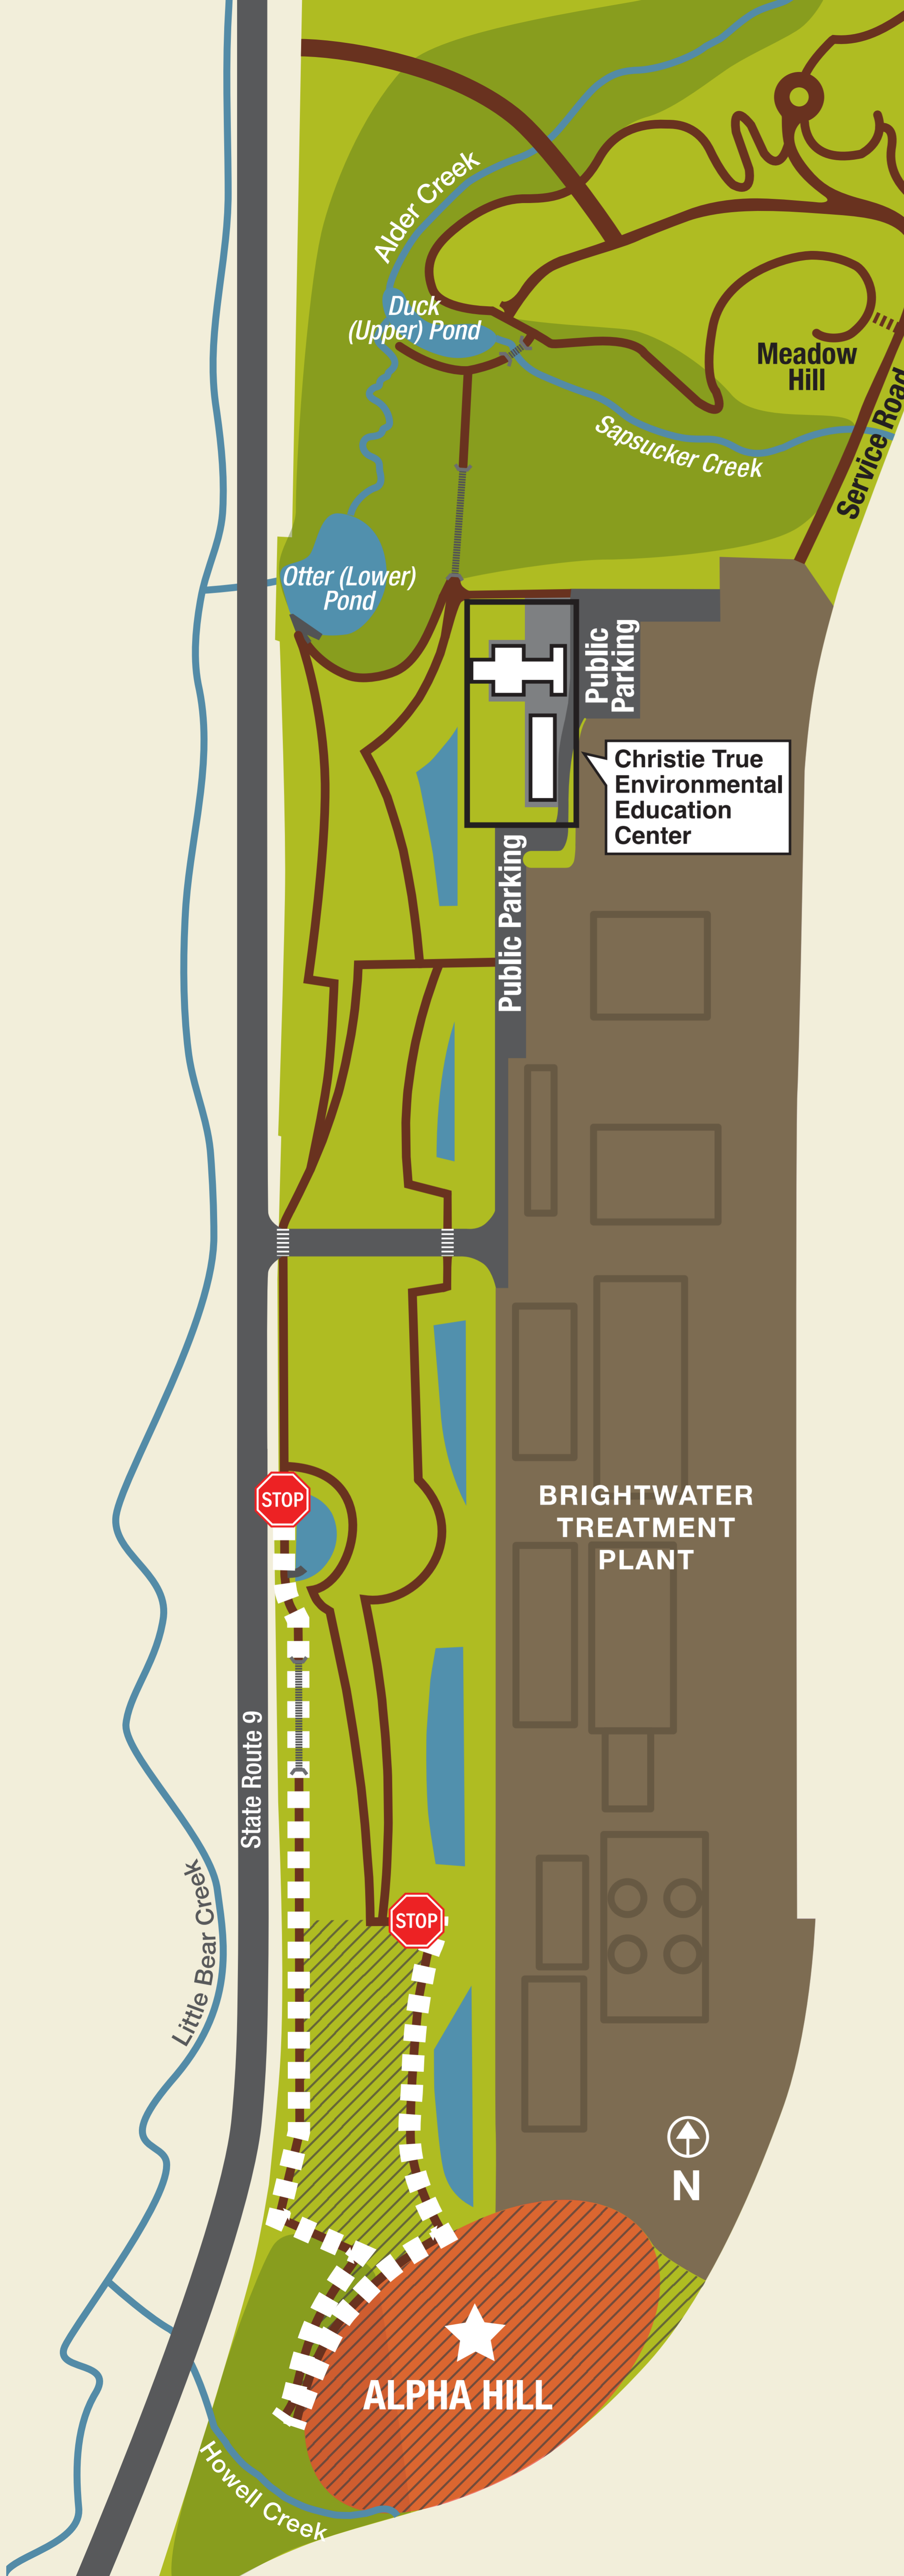 Alder Creek
Duck
(Upper) Pond
Meadow
Hill
Sapsucker Creek
Service Road
Otter (Lower)
Pond
Public
Parking
Christie True
Environmental
Education
Center
Public Parking
STOP
BRIGHTWATER
TREATMENT
PLANT
State Route 9
Little Bear Creek
STOP
N
ALPHA HILL
Howell Creek